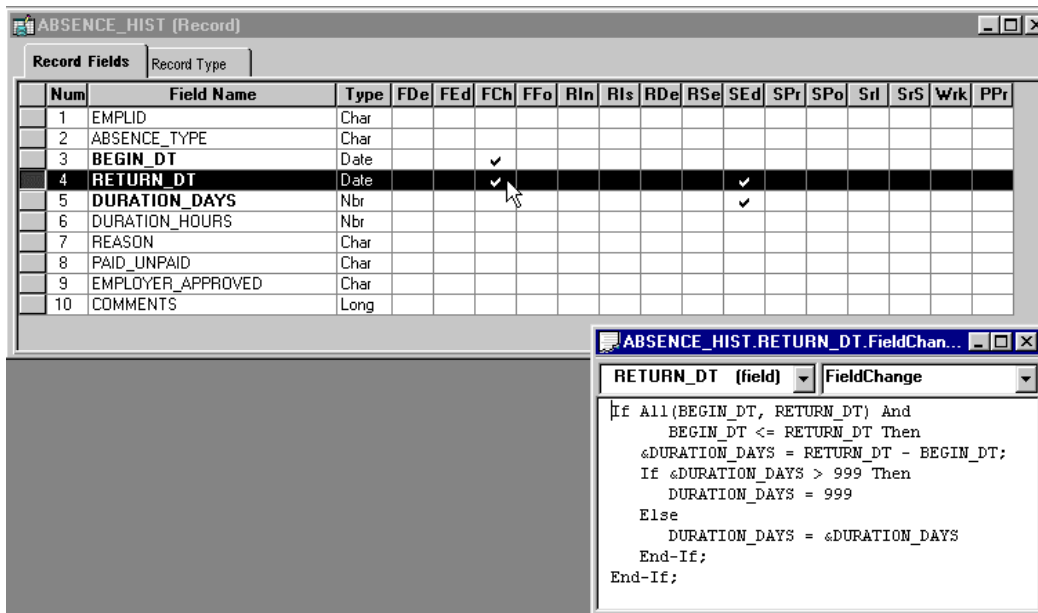 ABSENCE_HIST (Record)
Record Fields Record Type
Num Field Name Type FDe FEd FCh FFo RIn RIs RDe RSe SEd SPr SPo SrI SrS Wrk PPr
1 EMPLID Char
2 ABSENCE_TYPE Char
3 BEGIN_DT Date
4 RETURN_DT Date
5 DURATION_DAYS Nbr
6 DURATION_HOURS Nbr
7 REASON Char
8 PAID_UNPAID Char
9 EMPLOYER_APPROVED Char
10 COMMENTS Long
ABSENCE_HIST.RETURN_DT.FieldChan...
RETURN_DT (field) FieldChange
If All(BEGIN_DT, RETURN_DT) And
BEGIN_DT <= RETURN_DT Then
&DURATION_DAYS = RETURN_DT - BEGIN_DT;
If &DURATION_DAYS > 999 Then
DURATION_DAYS = 999
Else
DURATION_DAYS = &DURATION_DAYS
End-If;
End-If;